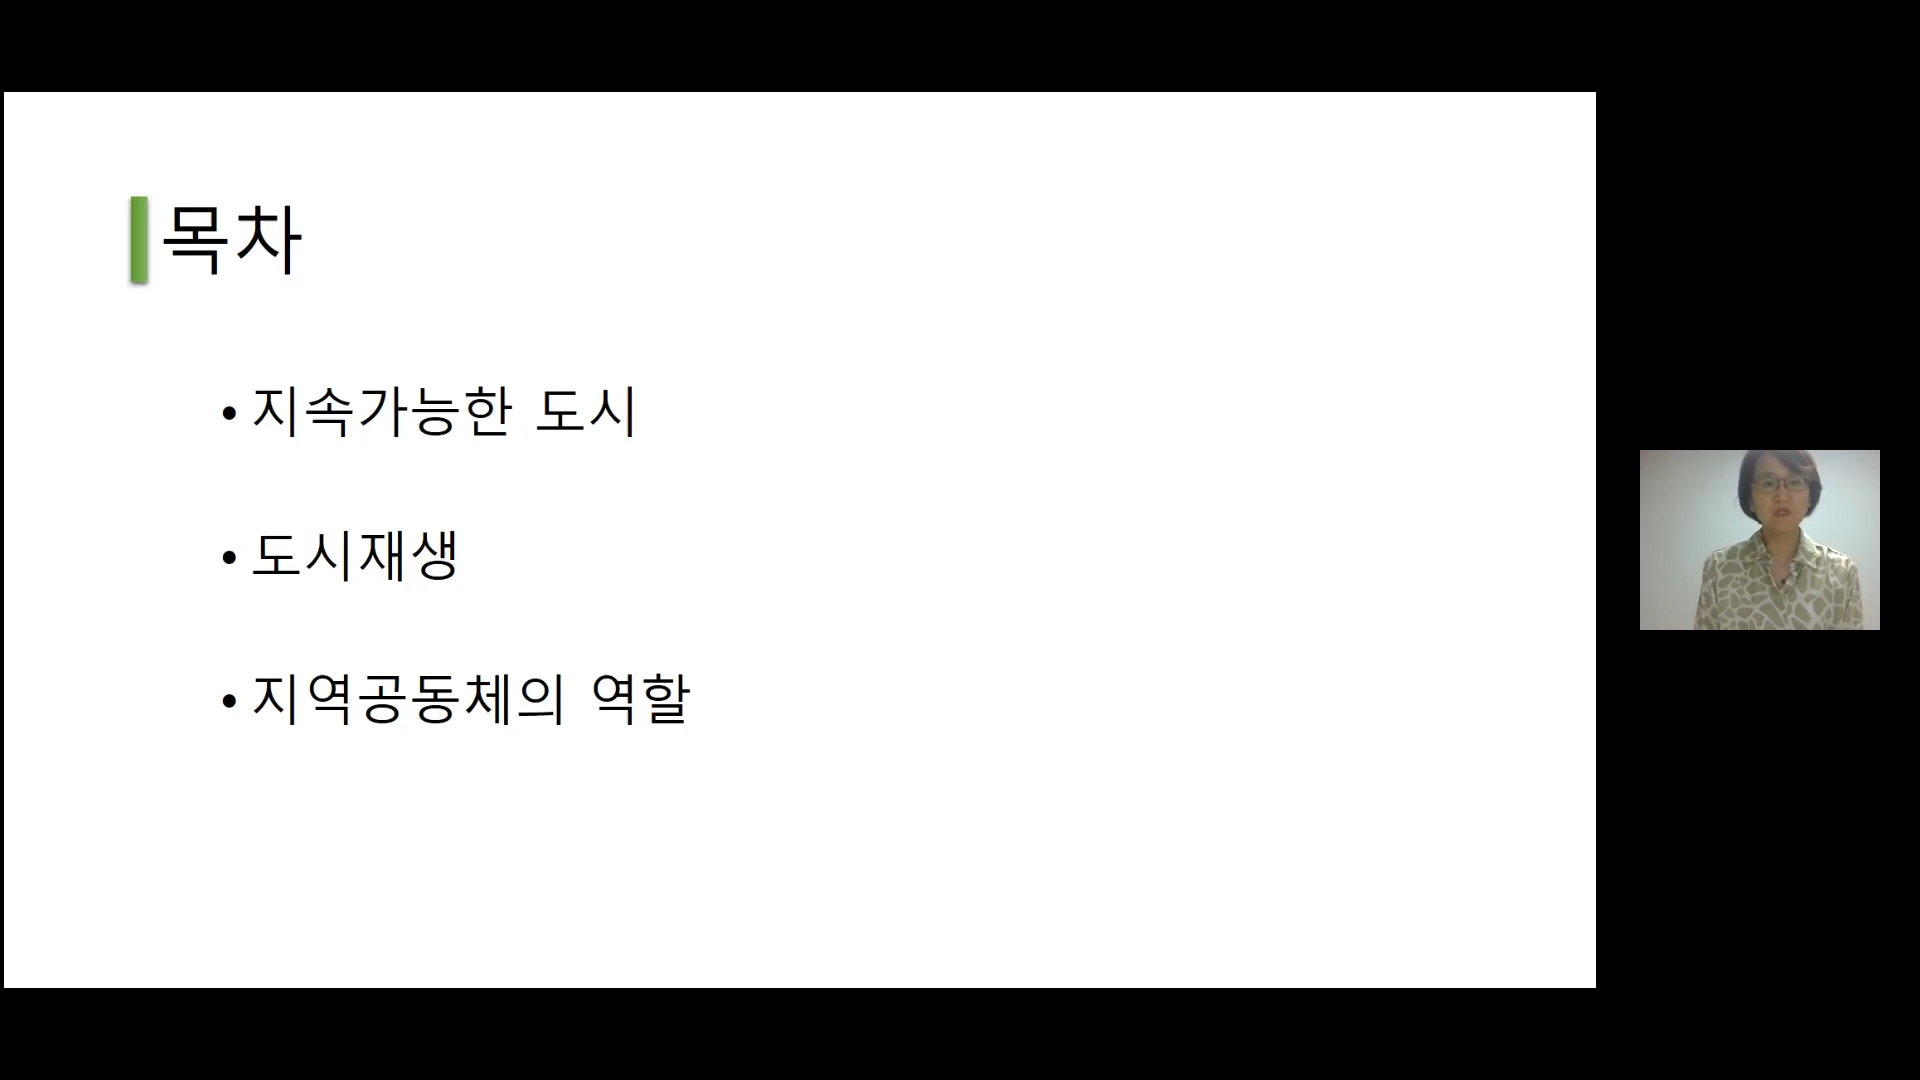 목차
• 지속가능한 도시
• 도시재생
• 지역공동체의 역할